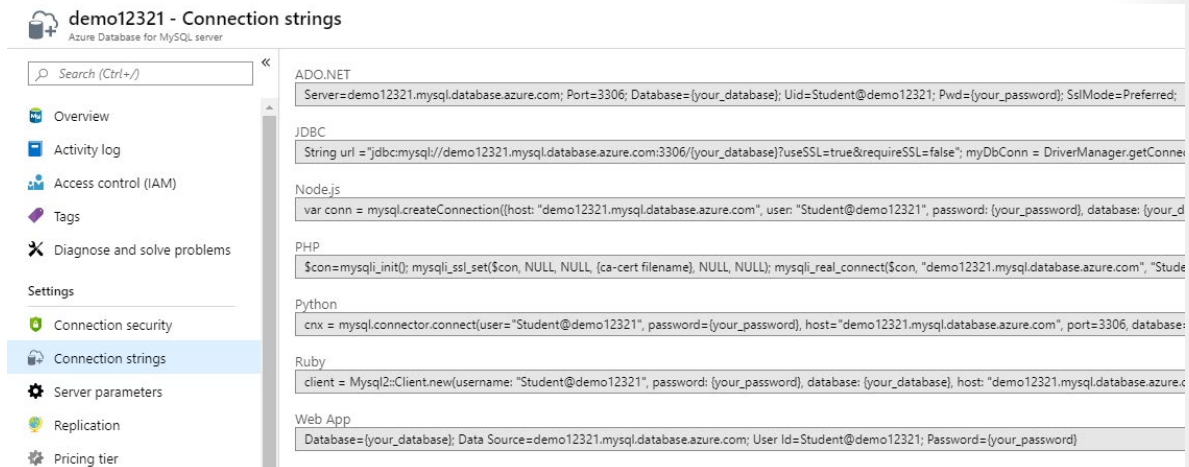 demo12321 - Connection strings
Azure Database for MySQL server
Search (Ctrl+/)
«
Overview
Activity log
Access control (IAM)
Tags
Diagnose and solve problems
Settings
Connection security
Connection strings
Server parameters
Replication
Pricing tier
ADO.NET
Server=demo12321.mysql.database.azure.com; Port=3306; Database={your_database}; Uid=Student@demo12321; Pwd={your_password}; SslMode=Preferred;
JDBC
String url ="jdbc:mysql://demo12321.mysql.database.azure.com:3306/{your_database}?useSSL=true&requireSSL=false"; myDbConn = DriverManager.getConnec
Node.js
var conn = mysql.createConnection({host: "demo12321.mysql.database.azure.com", user: "Student@demo12321", password: {your_password}, database: {your_d
PHP
$con=mysqli_init(); mysqli_ssl_set($con, NULL, NULL, {ca-cert filename}, NULL, NULL); mysqli_real_connect($con, "demo12321.mysql.database.azure.com", "Stude
Python
cnx = mysql.connector.connect(user="Student@demo12321", password={your_password}, host="demo12321.mysql.database.azure.com", port=3306, database=
Ruby
client = Mysql2::Client.new(username: "Student@demo12321", password: {your_password}, database: {your_database}, host: "demo12321.mysql.database.azure.c
Web App
Database={your_database}; Data Source=demo12321.mysql.database.azure.com; User Id=Student@demo12321; Password={your_password}